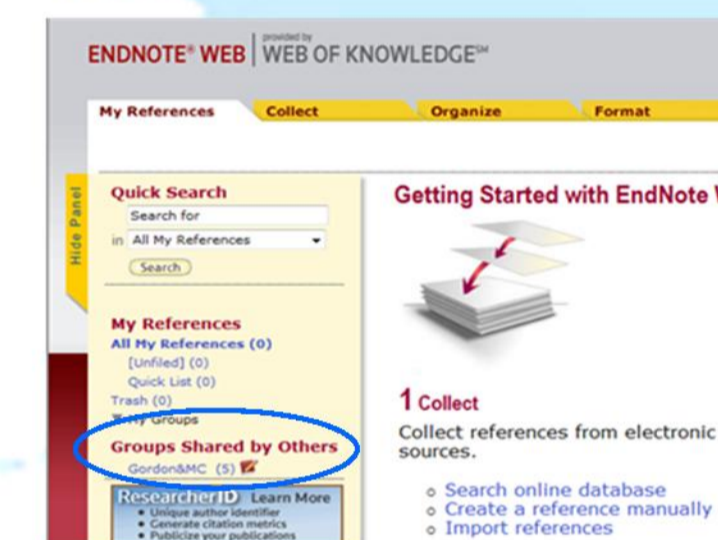 ENDNOTE® WEB
provided by
WEB OF KNOWLEDGE℠
My References
Collect
Organize
Format
Hide Panel
Quick Search
Search for
in All My References
Search
My References
All My References (0)
[Unfiled] (0)
Quick List (0)
Trash (0)
My Groups
Groups Shared by Others
Gordon&MC (5)
ResearcherID Learn More
• Unique author identifier
• Generate citation metrics
• Publicize your publications
Getting Started with EndNote
1 Collect
Collect references from electronic
sources.
Search online database
Create a reference manually
Import references